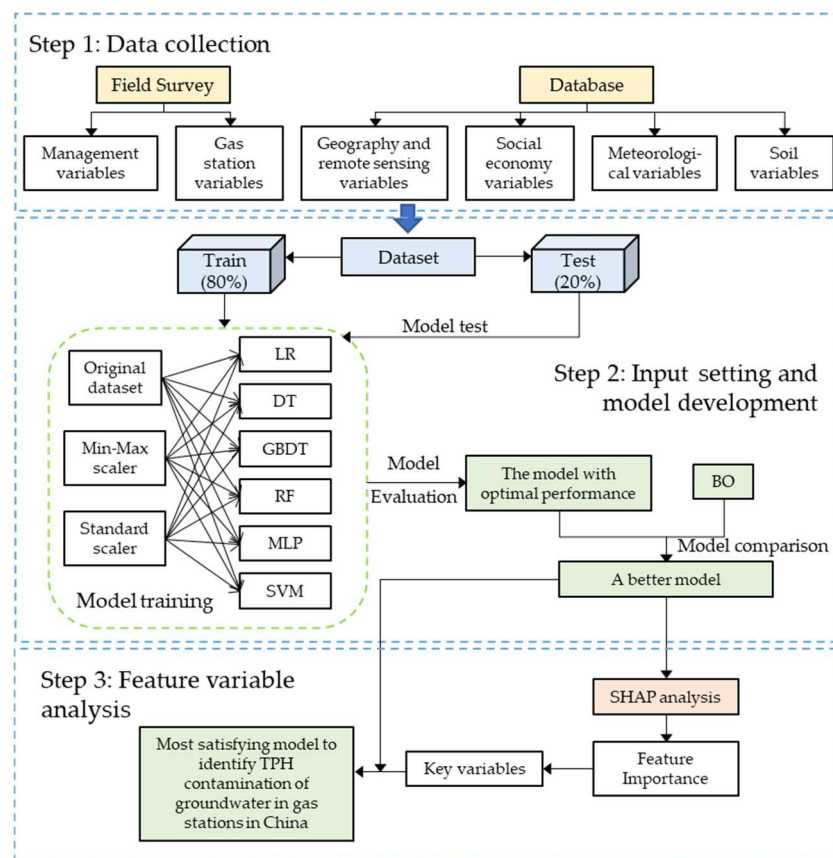 Step 1: Data collection
Field Survey
Database
Management
variables
Gas
station
variables
Geography and
remote sensing
variables
Social
economy
variables
Meteorologi-
cal variables
Soil
variables
Train
(80%)
Dataset
Test
(20%)
Model test
Original
dataset
Min-Max
scaler
Standard
scaler
LR
DT
GBDT
RF
MLP
SVM
Model training
Step 2: Input setting and
model development
Model
Evaluation
The model with
optimal performance
BO
Model comparison
A better model
Step 3: Feature variable
analysis
SHAP analysis
Feature
Importance
Key variables
Most satisfying model to
identify TPH
contamination of
groundwater in gas
stations in China